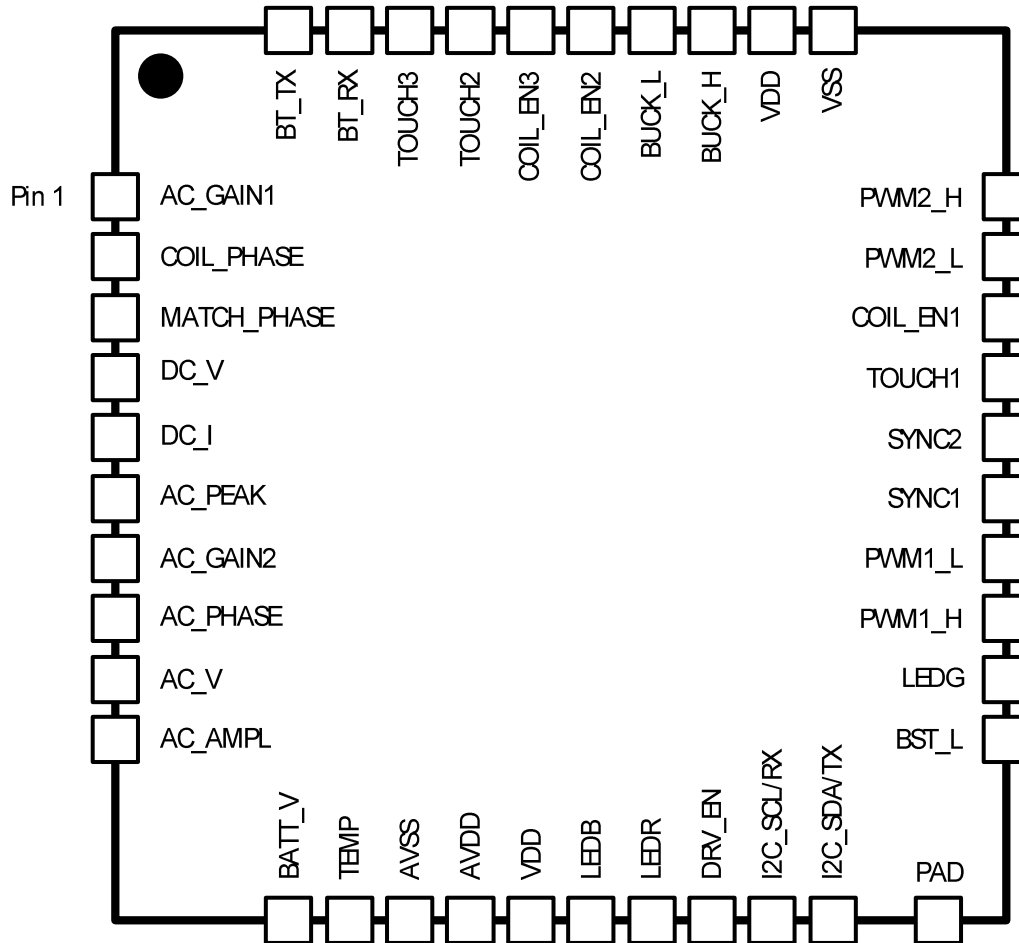 BT_TX
BT_RX
TOUCH3
TOUCH2
COIL_EN3
COIL_EN2
BUCK_L
BUCK_H
VDD
VSS
Pin 1
AC_GAIN1
COIL_PHASE
MATCH_PHASE
DC_V
DC_I
AC_PEAK
AC_GAIN2
AC_PHASE
AC_V
AC_AMPL
PWM2_H
PWM2_L
COIL_EN1
TOUCH1
SYNC2
SYNC1
PWM1_L
PWM1_H
LEDG
BST_L
BATT_V
TEMP
AVSS
AVDD
VDD
LEDB
LEDR
DRV_EN
I2C_SCL/RX
I2C_SDA/TX
PAD